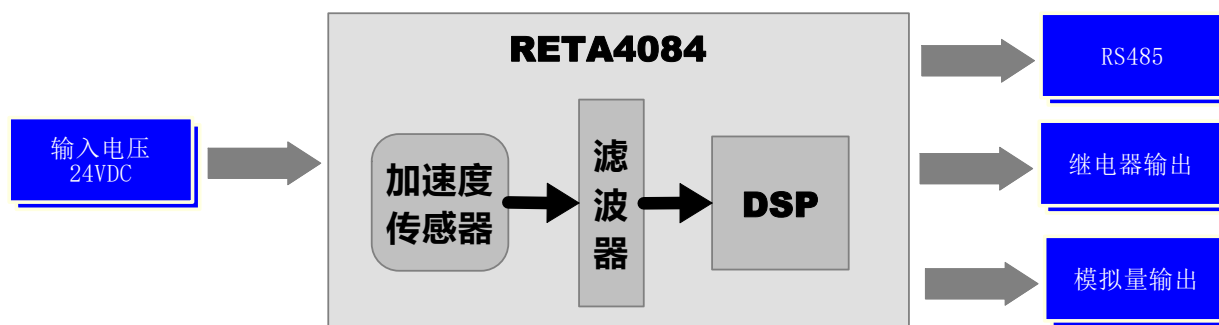 RETA4084
输入电压
24VDC
加速度
传感器
滤
波
器
DSP
RS485
继电器输出
模拟量输出